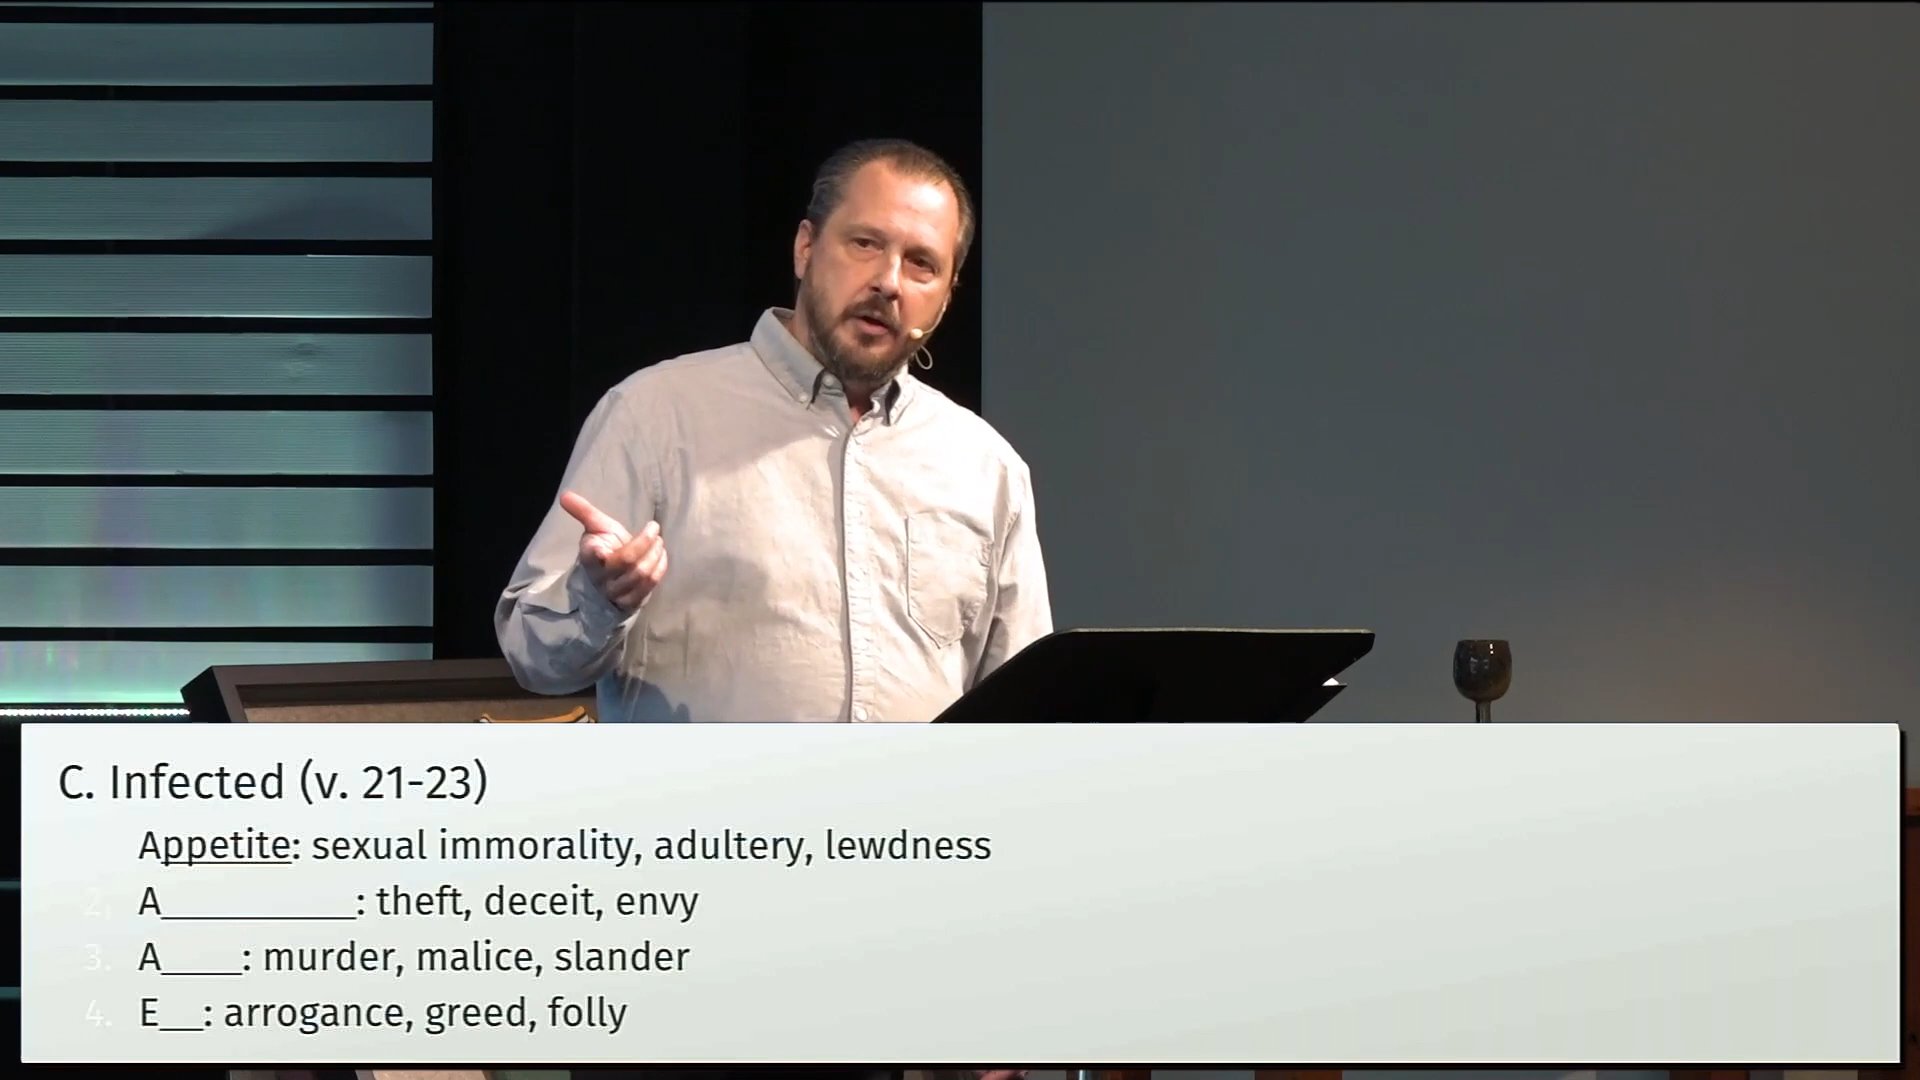 C. Infected (v. 21-23)
Appetite: sexual immorality, adultery, lewdness
2. A_________: theft, deceit, envy
3. A____: murder, malice, slander
4. E__: arrogance, greed, folly